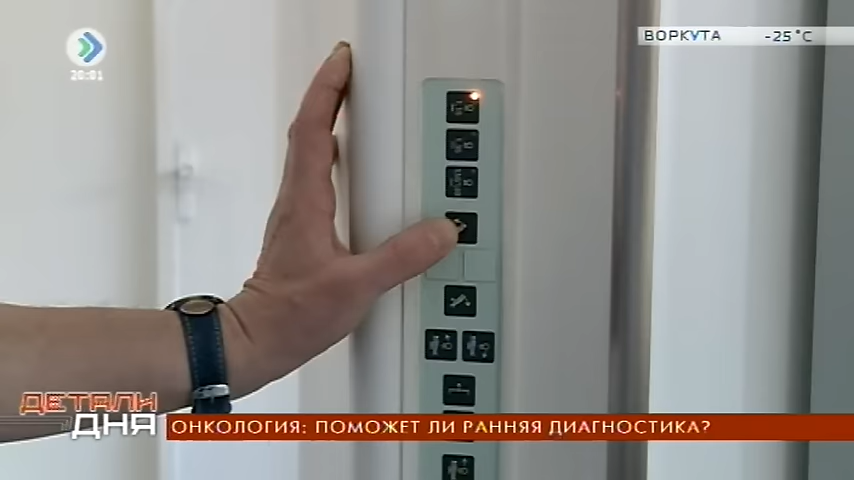 20:01
ВОРКУТА -25°C
ДЕТАЛИ
ДНЯ
ОНКОЛОГИЯ: ПОМОЖЕТ ЛИ РАННЯЯ ДИАГНОСТИКА?